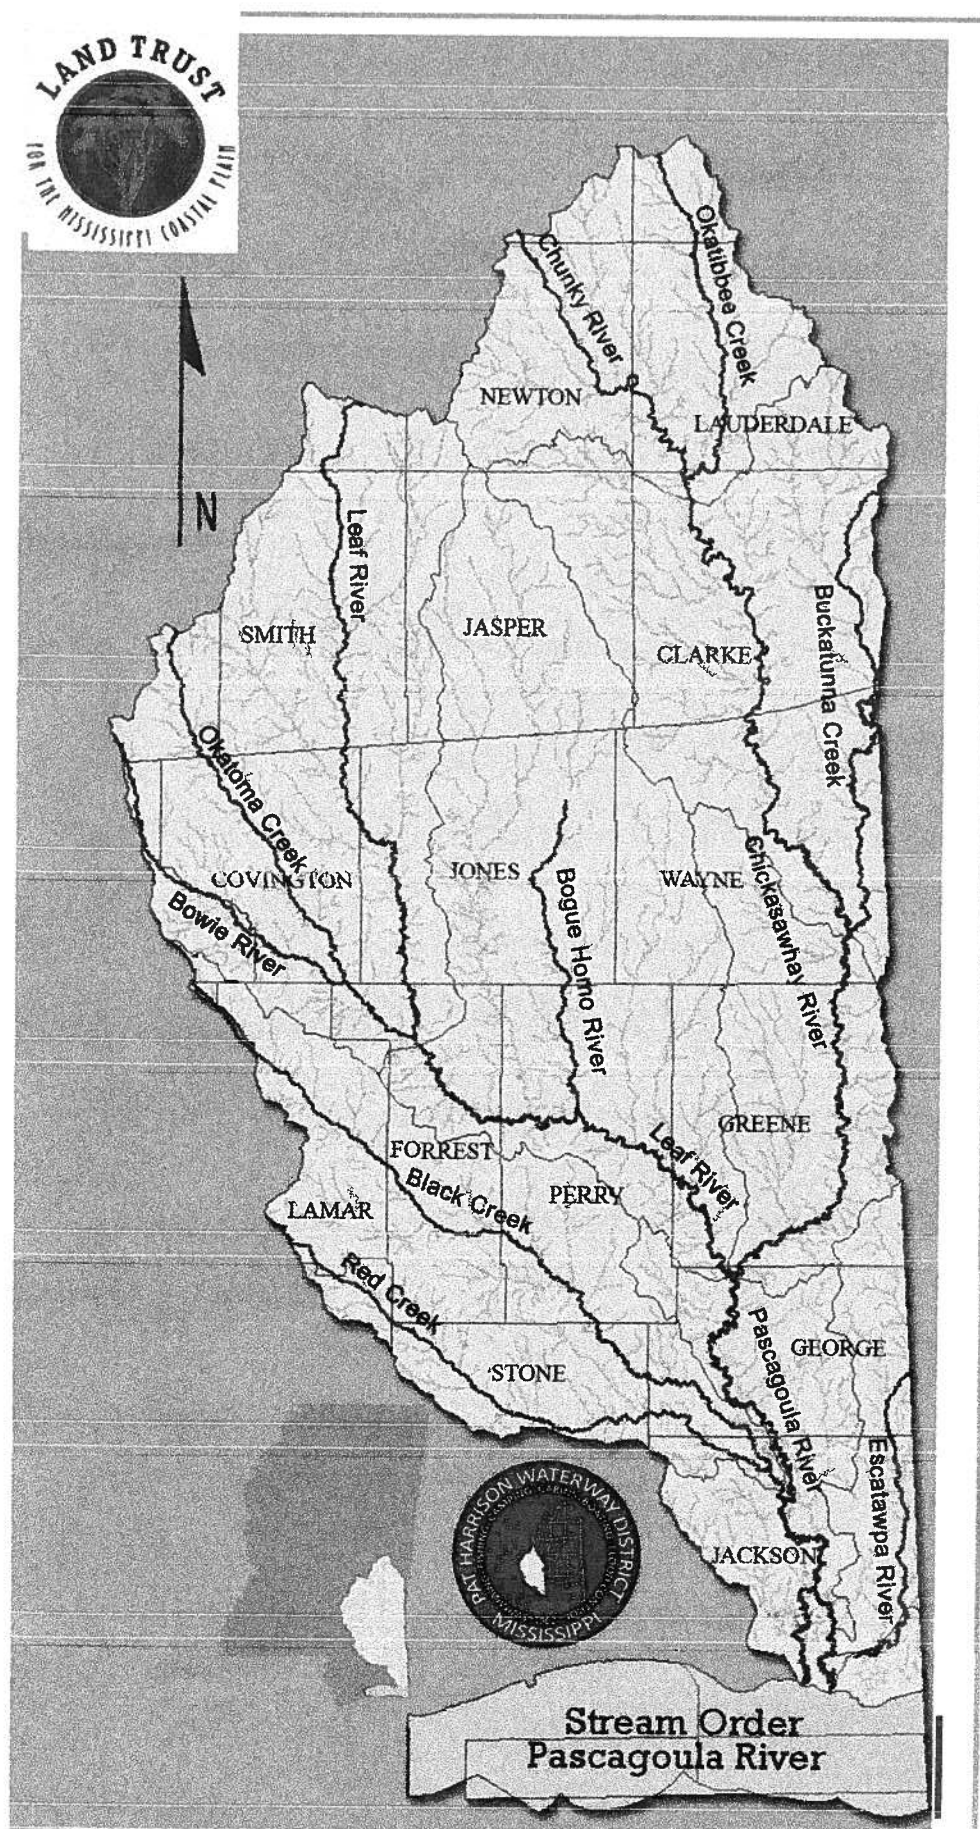 LAND TRUST
FOR THE MISSISSIPPI COASTAL PLAIN
N
Okatibbee Creek
Chunky River
NEWTON
LAUDERDALE
Leaf River
SMITH
JASPER
CLARKE
Buckatunna Creek
Okatoma Creek
COVINGTON
JONES
WAYNE
Bowie River
Bogue Homo River
Chickasawhay River
FORREST
GREENE
Leaf River
LAMAR
Black Creek
PERRY
Red Creek
STONE
Pascagoula River
GEORGE
Escatawpa River
JACKSON
PAT HARRISON WATERWAY DISTRICT
MISSISSIPPI
Stream Order
Pascagoula River